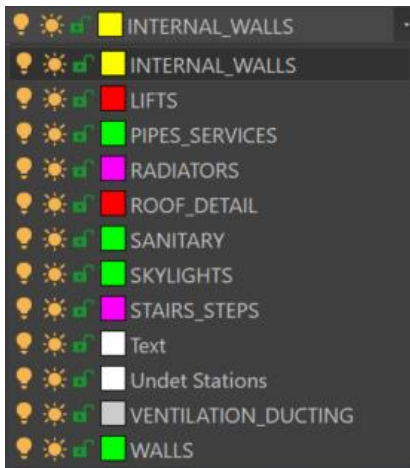 INTERNAL_WALLS
INTERNAL_WALLS
LIFTS
PIPES_SERVICES
RADIATORS
ROOF_DETAIL
SANITARY
SKYLIGHTS
STAIRS_STEPS
Text
Undet Stations
VENTILATION_DUCTING
WALLS